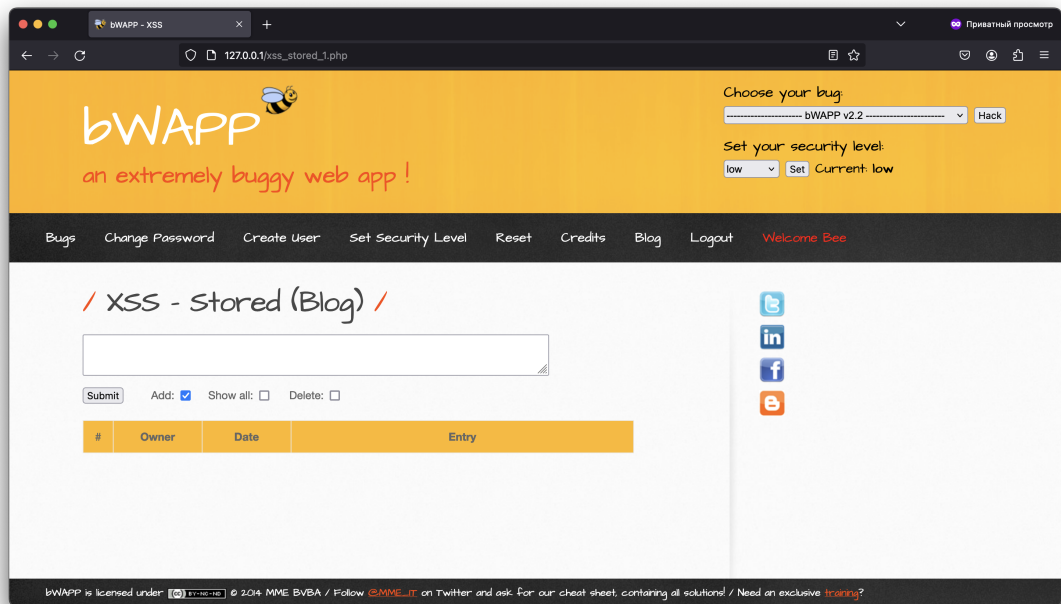 bWAPP - XSS
Приватный просмотр
127.0.0.1/xss_stored_1.php
bWAPP
an extremely buggy web app !
Choose your bug:
---------------------- bWAPP v2.2 ----------------------- Hack
Set your security level:
low Set Current: low
Bugs Change Password Create User Set Security Level Reset Credits Blog Logout Welcome Bee
/ XSS - Stored (Blog) /
Submit Add: Show all: Delete:
# Owner Date Entry
bWAPP is licensed under (cc) BY-NC-ND © 2014 MME BVBA / Follow @MME_IT on Twitter and ask for our cheat sheet, containing all solutions! / Need an exclusive training?